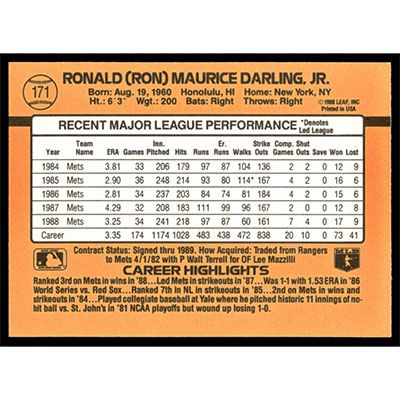 171
RONALD (RON) MAURICE DARLING, JR.
Born: Aug. 19, 1960 Honolulu, HI Home: New York, NY
Ht.: 6'3" Wgt.: 200 Bats: Right Throws: Right
©1988 LEAF, INC.
Printed in U.S.A.
RECENT MAJOR LEAGUE PERFORMANCE *Denotes Led League
Year Team Name ERA Games Inn. Pitched Hits Runs Er. Runs Walks Strike Outs Comp. Games Shut Outs Save Won Lost
1984 Mets 3.81 33 206 179 97 87 104 136 2 2 0 12 9
1985 Mets 2.90 36 248 214 93 80 114* 167 4 2 0 16 6
1986 Mets 2.81 34 237 203 84 74 81 184 4 2 0 15 6
1987 Mets 4.29 32 207 183 111 99 96 167 2 0 0 12 8
1988 Mets 3.25 34 241 218 97 87 60 161 7 4 0 17 9
Career 3.35 174 1174 1028 483 438 472 838 20 10 0 73 41
Contract Status: Signed thru 1989. How Acquired: Traded from Rangers
to Mets 4/1/82 with P Walt Terrell for OF Lee Mazzilli
CAREER HIGHLIGHTS
Ranked 3rd on Mets in wins in '88...Led Mets in strikeouts in '87...Was 1-1 with 1.53 ERA in '86
World Series vs. Red Sox...Ranked 7th in NL in strikeouts in '85...2nd on Mets in wins and
strikeouts in '84...Played collegiate baseball at Yale where he pitched historic 11 innings of no-
hit ball vs. St. John's in '81 NCAA playoffs but wound up losing 1-0.